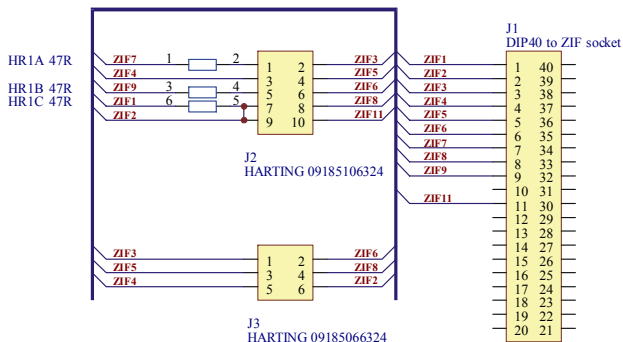 J1
DIP40 to ZIF socket
HR1A 47R ZIF7 1 2 1 2 ZIF3 ZIF1 1 40
ZIF4 3 4 ZIF5 ZIF2 2 39
HR1B 47R ZIF9 3 4 5 6 ZIF6 ZIF3 3 38
HR1C 47R ZIF1 6 5 7 8 ZIF8 ZIF4 4 37
ZIF2 9 10 ZIF11 ZIF5 5 36
ZIF6 6 35
ZIF7 7 34
J2 ZIF8 8 33
HARTING 09185106324 ZIF9 9 32
10 31
ZIF11 11 30
12 29
13 28
ZIF3 1 2 ZIF6 14 27
ZIF5 3 4 ZIF8 15 26
ZIF4 5 6 ZIF2 16 25
17 24
18 23
J3 19 22
HARTING 09185066324 20 21